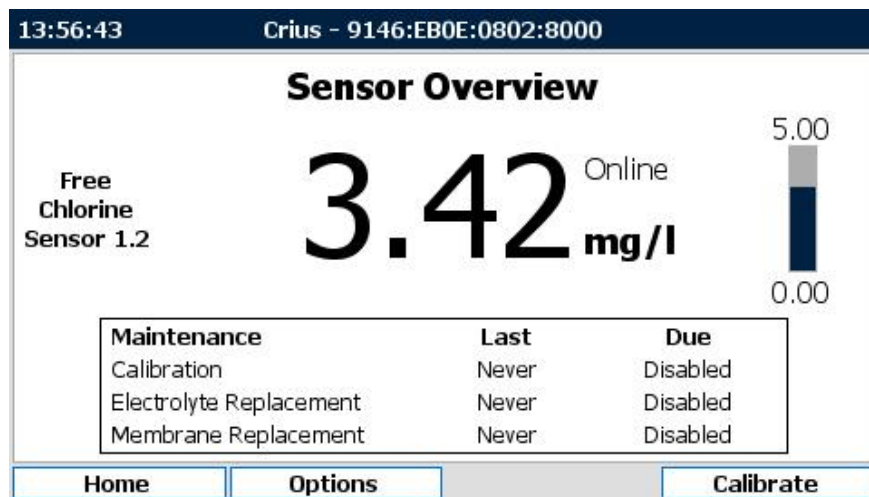 13:56:43 Crius - 9146:EB0E:0802:8000
Sensor Overview
5.00
Free
Chlorine
Sensor 1.2
3.42
Online
mg/l
0.00
Maintenance Last Due
Calibration Never Disabled
Electrolyte Replacement Never Disabled
Membrane Replacement Never Disabled
Home Options Calibrate